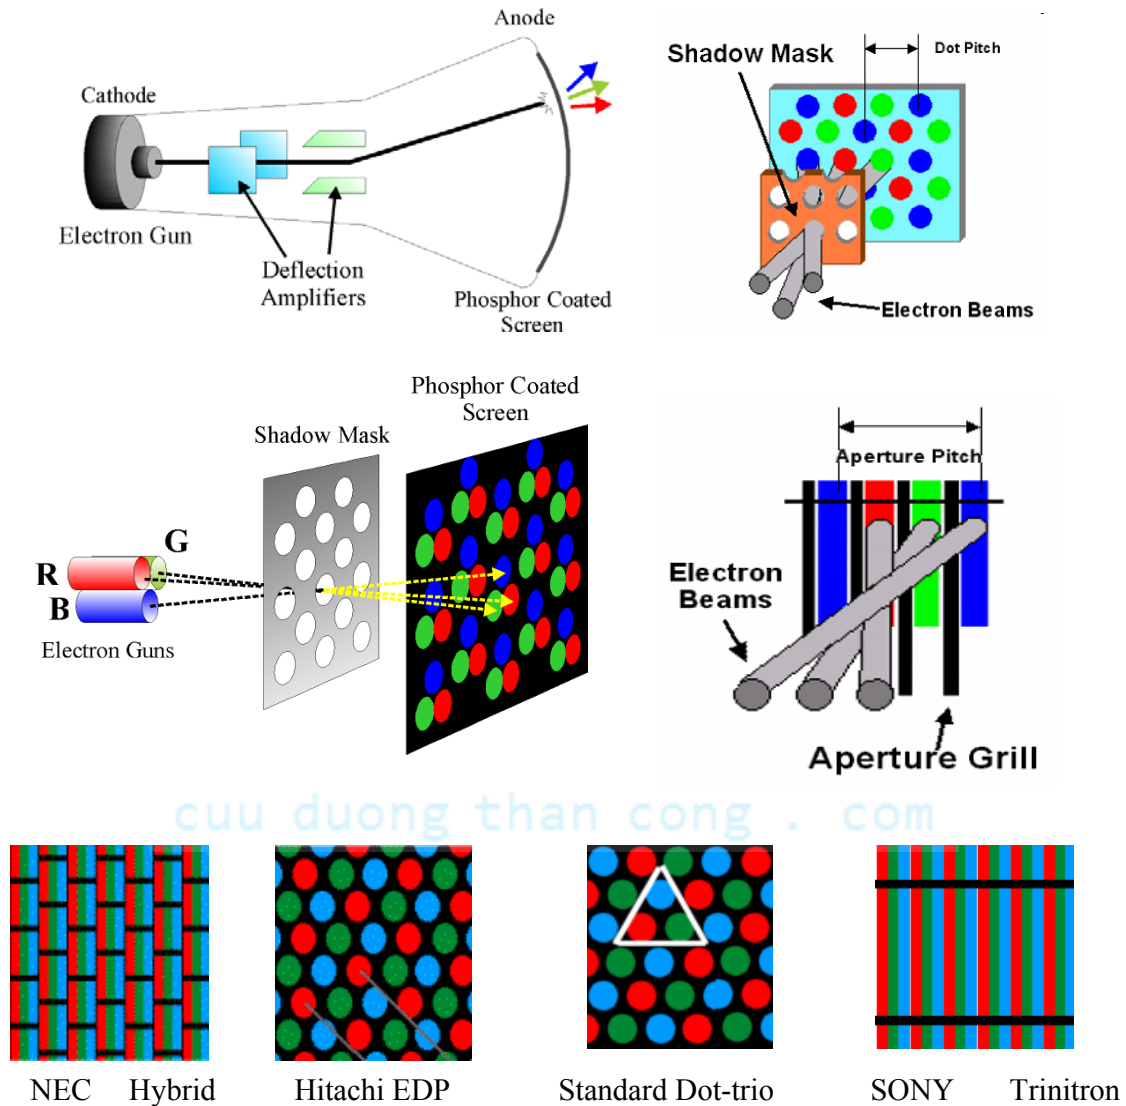 Anode
Cathode
Electron Gun
Deflection
Amplifiers
Phosphor Coated
Screen
Shadow Mask
Dot Pitch
Electron Beams
Phosphor Coated
Screen
Shadow Mask
G
R
B
Electron Guns
Aperture Pitch
Electron
Beams
Aperture Grill
cuu duong than cong . com
NEC Hybrid
Hitachi EDP
Standard Dot-trio
SONY Trinitron